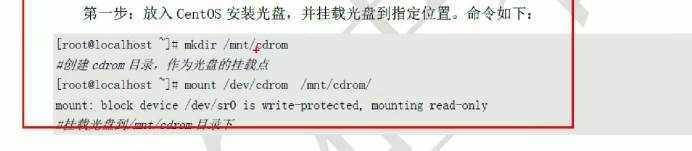 第一步：放入 CentOS 安装光盘，并挂载光盘到指定位置。命令如下：
[root@localhost ~]# mkdir /mnt/cdrom
#创建 cdrom 目录，作为光盘的挂载点
[root@localhost ~]# mount /dev/cdrom /mnt/cdrom/
mount: block device /dev/sr0 is write-protected, mounting read-only
#挂载光盘到/mnt/cdrom 目录下